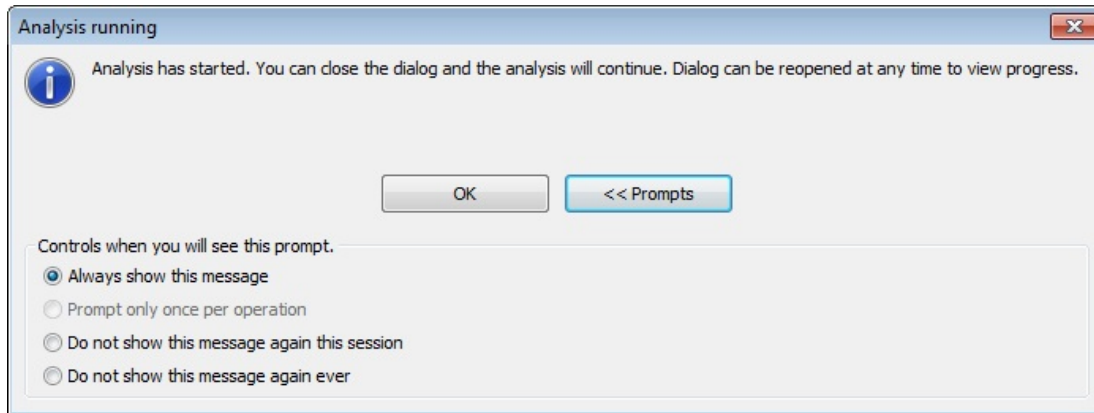 Analysis running
Analysis has started. You can close the dialog and the analysis will continue. Dialog can be reopened at any time to view progress.
OK
<< Prompts
Controls when you will see this prompt.
Always show this message
Prompt only once per operation
Do not show this message again this session
Do not show this message again ever